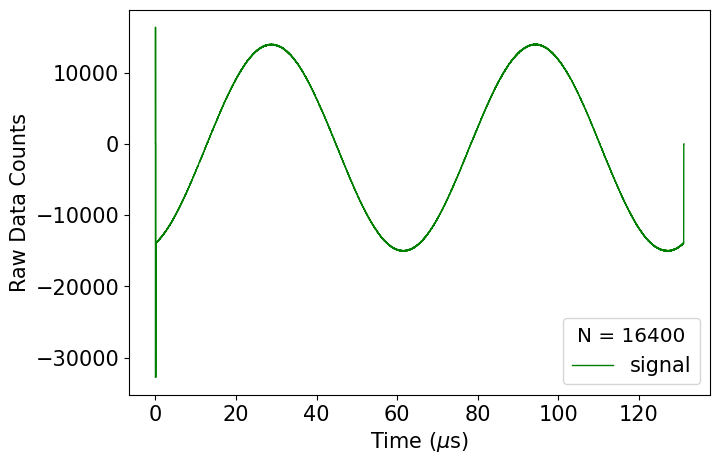 10000
0
−10000
−20000
−30000
Raw Data Counts
0 20 40 60 80 100 120
Time (μs)
N = 16400
signal